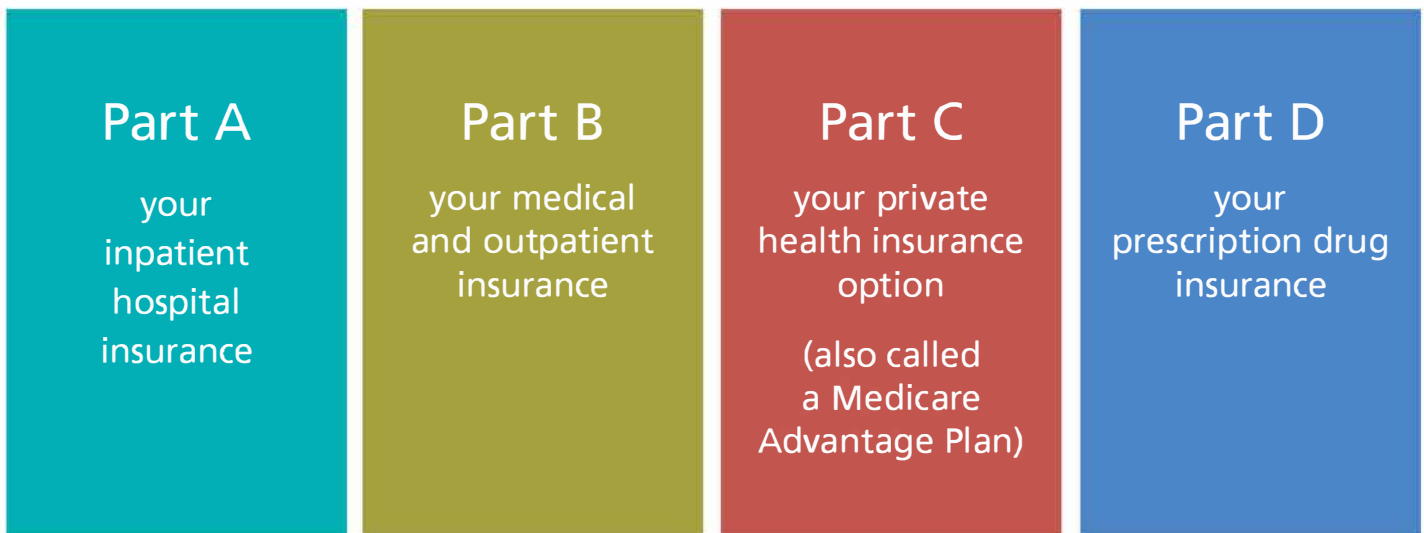 Part A
your
inpatient
hospital
insurance
Part B
your medical
and outpatient
insurance
Part C
your private
health insurance
option
(also called
a Medicare
Advantage Plan)
Part D
your
prescription drug
insurance